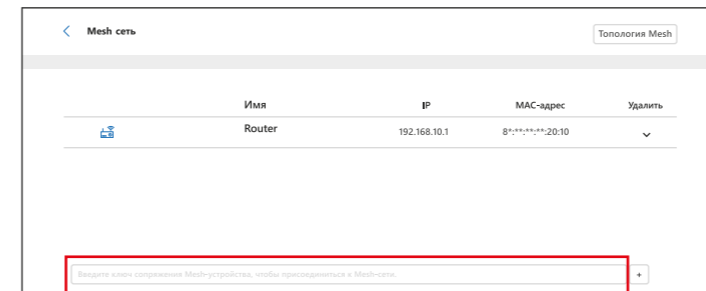 Mesh сеть
Топология Mesh
Имя IP MAC-адрес Удалить
Router 192.168.10.1 8*:**:**:**:20:10
Введите ключ сопряжения Mesh-устройства, чтобы присоединиться к Mesh-сети.
+